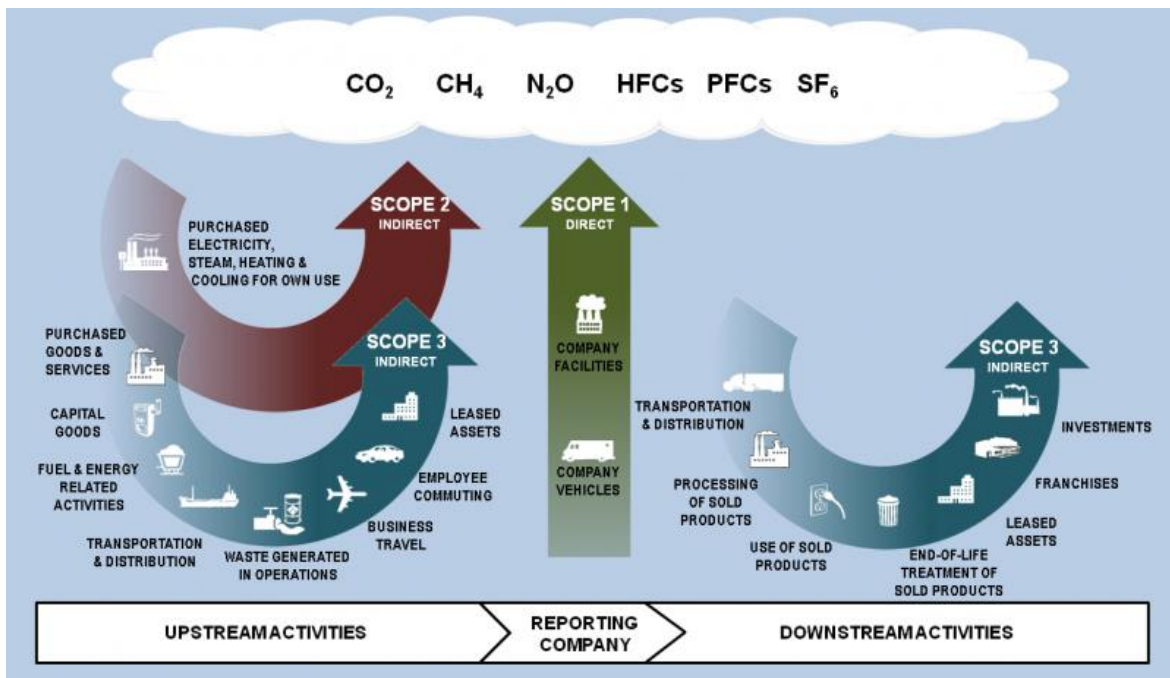 CO₂ CH₄ N₂O HFCs PFCs SF₆
SCOPE 2
INDIRECT
PURCHASED
ELECTRICITY,
STEAM, HEATING &
COOLING FOR OWN USE
SCOPE 3
INDIRECT
PURCHASED
GOODS &
SERVICES
CAPITAL
GOODS
FUEL & ENERGY
RELATED
ACTIVITIES
TRANSPORTATION
& DISTRIBUTION
WASTE GENERATED
IN OPERATIONS
BUSINESS
TRAVEL
EMPLOYEE
COMMUTING
LEASED
ASSETS
SCOPE 1
DIRECT
COMPANY
FACILITIES
COMPANY
VEHICLES
SCOPE 3
INDIRECT
TRANSPORTATION
& DISTRIBUTION
PROCESSING
OF SOLD
PRODUCTS
USE OF SOLD
PRODUCTS
END-OF-LIFE
TREATMENT OF
SOLD PRODUCTS
LEASED
ASSETS
FRANCHISES
INVESTMENTS
UPSTREAMACTIVITIES
REPORTING
COMPANY
DOWNSTREAMACTIVITIES